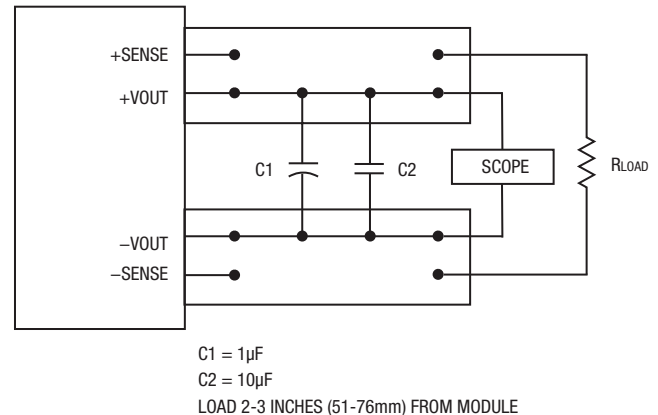 +SENSE
+VOUT
C1
C2
SCOPE
RLOAD
−VOUT
−SENSE
C1 = 1µF
C2 = 10µF
LOAD 2-3 INCHES (51-76mm) FROM MODULE